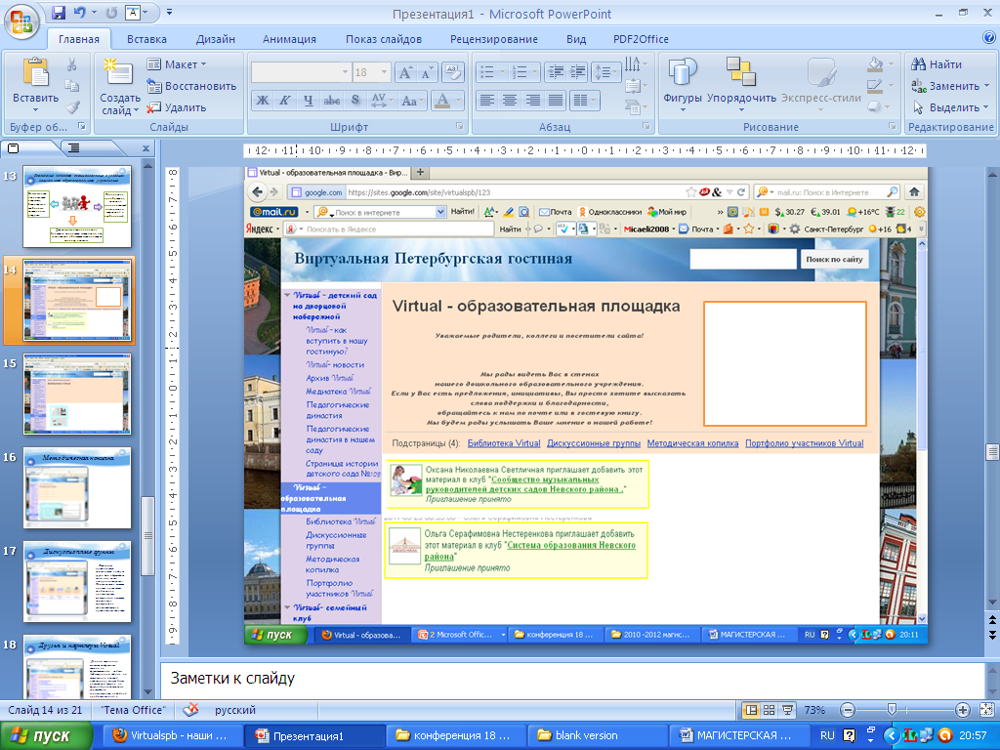 Презентация1 - Microsoft PowerPoint
Главная Вставка Дизайн Анимация Показ слайдов Рецензирование Вид PDF2Office
Вставить
Создать слайд
Макет
Восстановить
Удалить
18
Фигуры Упорядочить Экспресс-стили
Найти
Заменить
Выделить
Буфер об... Слайды Шрифт Абзац Рисование Редактирование
13
14
15
16
Методическая копилка
17
Дискуссионные группы
18
Друзья и партнеры Virtual
Virtual - образовательная площадка - Вир...
google.com https://sites.google.com/site/virtualspb/123
mail.ru: Поиск в Интернете
@mail.ru Поиск в интернете Найти! Почта Одноклассники Мой мир $ 30.27 € 39.01 +16°C 22
Яндекс Поискать в Яндексе Найти Micaeli2008 Почта Санкт-Петербург +16 4
Виртуальная Петербургская гостиная
Поиск по сайту
Virtual - детский сад
на дворцовой
набережной
Virtual - как
вступить в нашу
гостиную?
Virtual - новости
Архив Virtual
Медиатека Virtual
Педагогические
династия
Педагогические
династия в нашем
саду
Страница истории
детского сада №109
Virtual -
образовательная
площадка
Библиотека Virtual
Дискуссионные
группы
Методическая
копилка
Портфолио
участников Virtual
Virtual - семейный
клуб
Virtual - образовательная площадка
Уважаемые родители, коллеги и посетители сайта!
Мы рады видеть Вас в стенах
нашего дошкольного образовательного учреждения.
Если у Вас есть предложения, инициативы, Вы просто хотите высказать
слова поддержки и благодарности,
обращайтесь к нам по почте или в гостевую книгу.
Мы будем рады услышать Ваше мнение о нашей работе!
Подстраницы (4): Библиотека Virtual Дискуссионные группы Методическая копилка Портфолио участников Virtual
Оксана Николаевна Светличная приглашает добавить этот
материал в клуб "Сообщество музыкальных
руководителей детских садов Невского района ."
Приглашение принято
Ольга Серафимовна Нестеренкова приглашает добавить
этот материал в клуб "Система образования Невского
района"
Приглашение принято
пуск Virtual - образова... 2 Microsoft Offic... конференция 18 ... 2010 -2012 магис... МАГИСТЕРСКАЯ ... RU 20:11
Заметки к слайду
Слайд 14 из 21 "Тема Office" русский 73%
пуск Virtualspb - наши ... Презентация1 конференция 18 ... blank version МАГИСТЕРСКАЯ ... RU 20:57